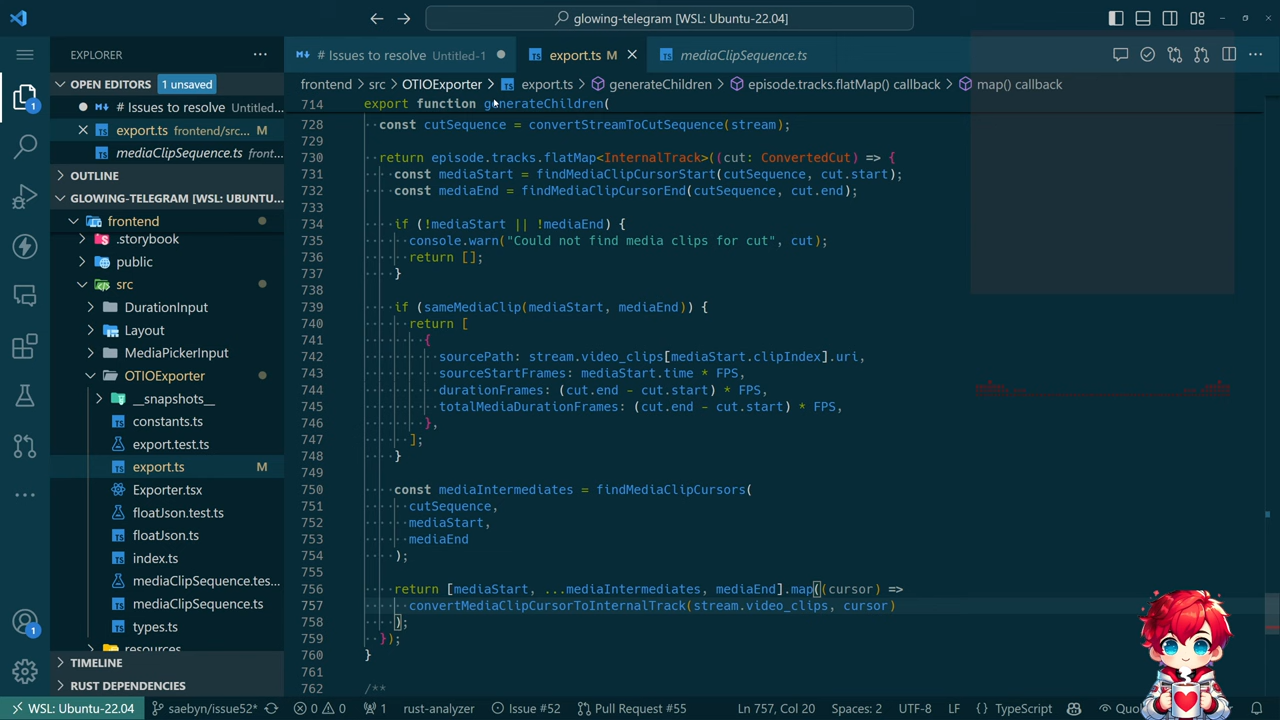 glowing-telegram [WSL: Ubuntu-22.04]
EXPLORER
OPEN EDITORS 1 unsaved
# Issues to resolve Untitled-1
export.ts frontend/src... M
mediaClipSequence.ts front...
OUTLINE
GLOWING-TELEGRAM [WSL: UBUNTU-...
frontend
.storybook
public
src
DurationInput
Layout
MediaPickerInput
OTIOExporter
__snapshots__
constants.ts
export.test.ts
export.ts M
Exporter.tsx
floatJson.test.ts
floatJson.ts
index.ts
mediaClipSequence.tes...
mediaClipSequence.ts
types.ts
resources
TIMELINE
RUST DEPENDENCIES
1
1
# Issues to resolve Untitled-1
export.ts M
mediaClipSequence.ts
frontend > src > OTIOExporter > export.ts > generateChildren > episode.tracks.flatMap() callback > map() callback
714 export function generateChildren(
728 const cutSequence = convertStreamToCutSequence(stream);
729
730 return episode.tracks.flatMap<InternalTrack>((cut: ConvertedCut) => {
731 const mediaStart = findMediaClipCursorStart(cutSequence, cut.start);
732 const mediaEnd = findMediaClipCursorEnd(cutSequence, cut.end);
733
734 if (!mediaStart || !mediaEnd) {
735 console.warn("Could not find media clips for cut", cut);
736 return [];
737 }
738
739 if (sameMediaClip(mediaStart, mediaEnd)) {
740 return [
741 {
742 sourcePath: stream.video_clips[mediaStart.clipIndex].uri,
743 sourceStartFrames: mediaStart.time * FPS,
744 durationFrames: (cut.end - cut.start) * FPS,
745 totalMediaDurationFrames: (cut.end - cut.start) * FPS,
746 },
747 ];
748 }
749
750 const mediaIntermediates = findMediaClipCursors(
751 cutSequence,
752 mediaStart,
753 mediaEnd
754 );
755
756 return [mediaStart, ...mediaIntermediates, mediaEnd].map((cursor) =>
757 convertMediaClipCursorToInternalTrack(stream.video_clips, cursor)
758 );
759 });
760 }
761
762 /**
WSL: Ubuntu-22.04 saebyn/issue52* 0 0 1 rust-analyzer Issue #52 Pull Request #55 Ln 757, Col 20 Spaces: 2 UTF-8 LF {} TypeScript Quo